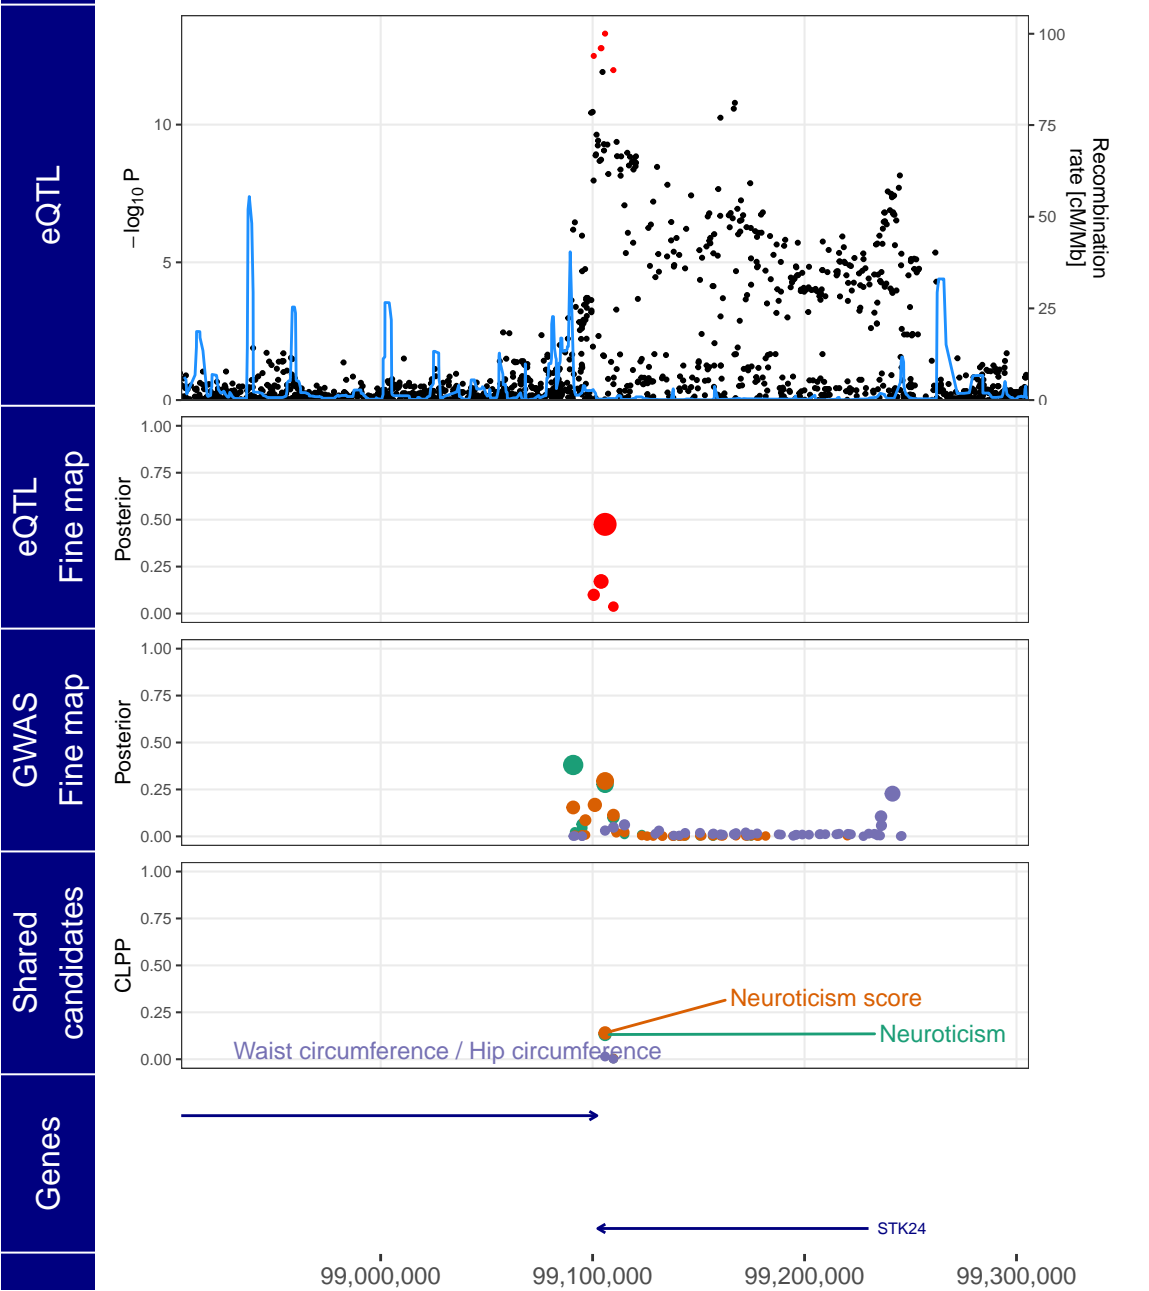 eQTL
−log10 P
10
5
0
100
75
50
25
0
Recombination
rate [cM/Mb]
eQTL
Fine map
Posterior
1.00
0.75
0.50
0.25
0.00
GWAS
Fine map
Posterior
1.00
0.75
0.50
0.25
0.00
Shared
candidates
CLPP
1.00
0.75
0.50
0.25
0.00
Neuroticism score
Neuroticism
Waist circumference / Hip circumference
Genes
STK24
99,000,000
99,100,000
99,200,000
99,300,000